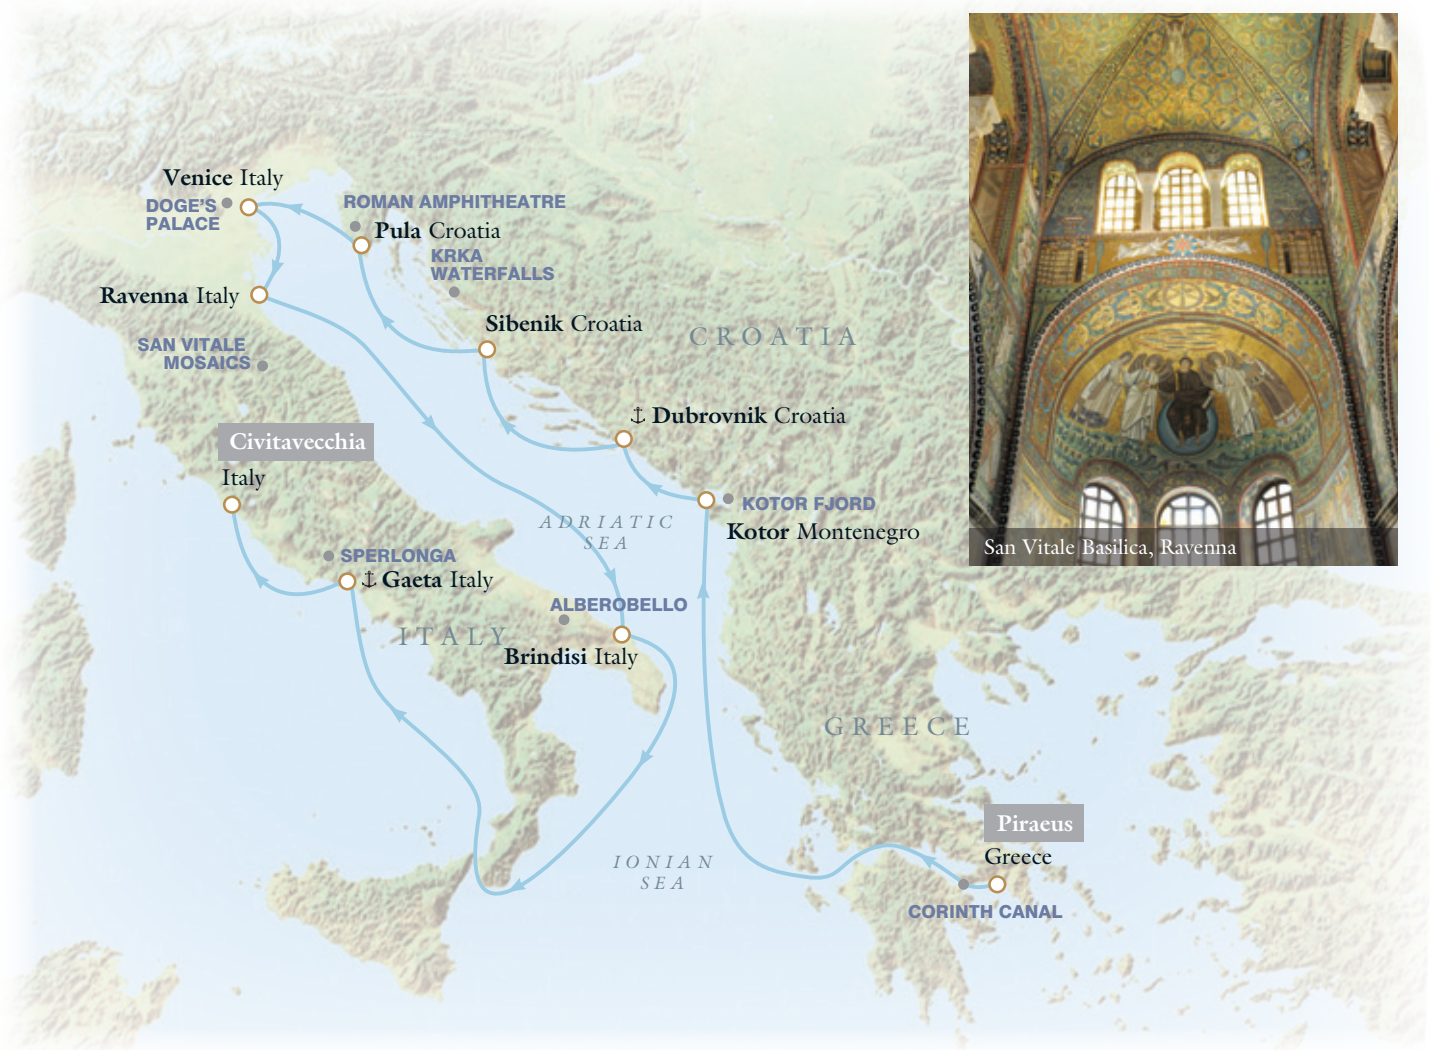 Venice Italy
DOGE'S
PALACE
ROMAN AMPHITHEATRE
Pula Croatia
KRKA
WATERFALLS
Ravenna Italy
Sibenik Croatia
CROATIA
SAN VITALE
MOSAICS
Dubrovnik Croatia
Civitavecchia
Italy
KOTOR FJORD
Kotor Montenegro
ADRIATIC
SEA
San Vitale Basilica, Ravenna
SPERLONGA
Gaeta Italy
ALBEROBELLO
ITALY
Brindisi Italy
GREECE
Piraeus
Greece
IONIAN
SEA
CORINTH CANAL